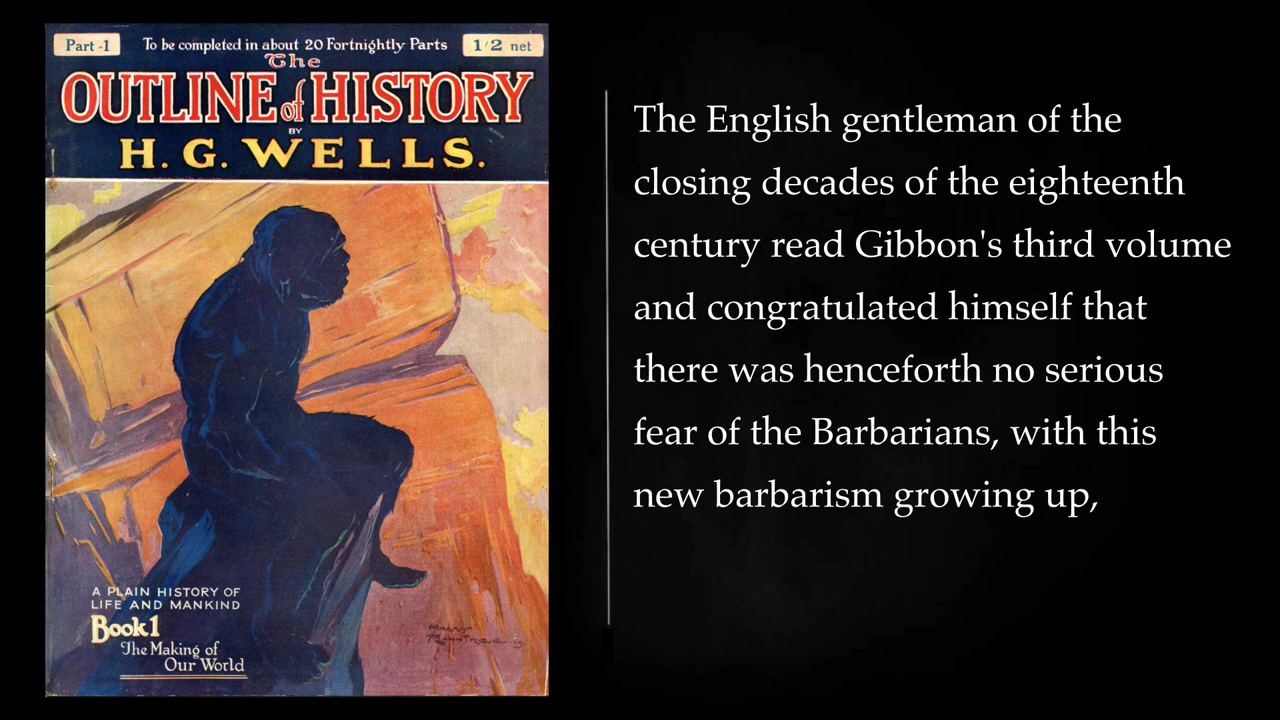 Part -1
To be completed in about 20 Fortnightly Parts
1/2 net
The
OUTLINE of HISTORY
BY
H. G. WELLS.
A PLAIN HISTORY OF
LIFE AND MANKIND
Book 1
The Making of
Our World
The English gentleman of the
closing decades of the eighteenth
century read Gibbon's third volume
and congratulated himself that
there was henceforth no serious
fear of the Barbarians, with this
new barbarism growing up,